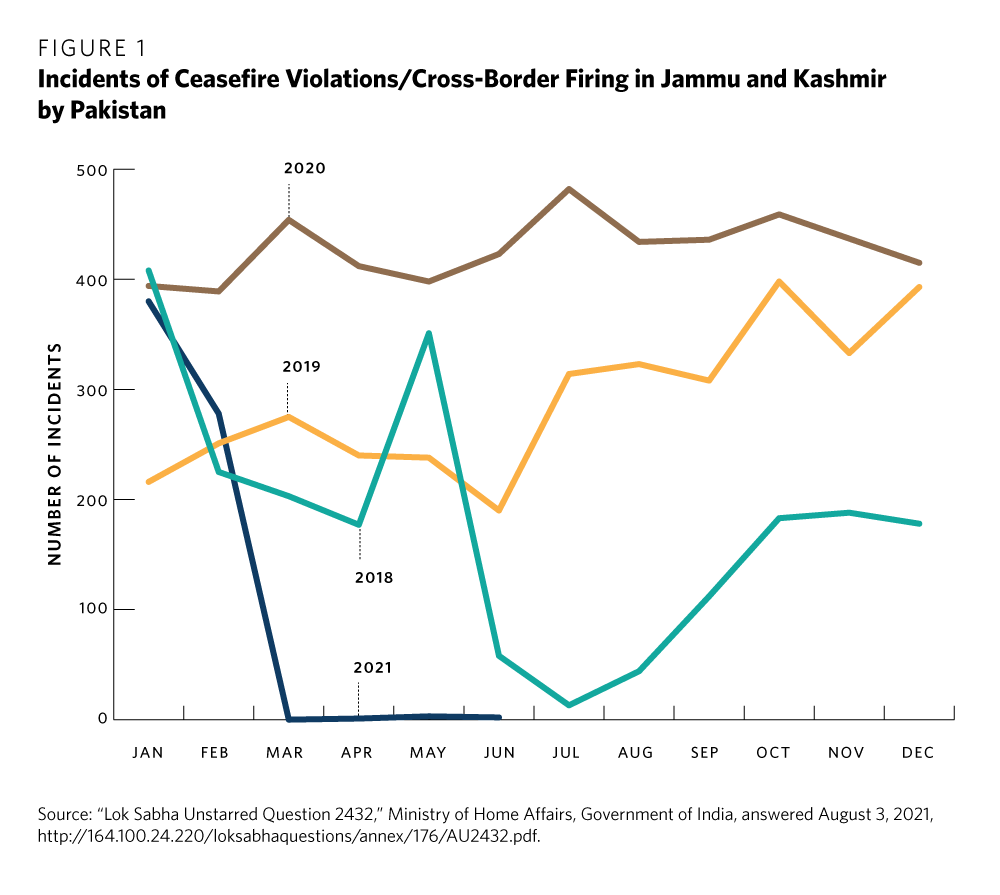 FIGURE 1
Incidents of Ceasefire Violations/Cross-Border Firing in Jammu and Kashmir
by Pakistan
500
400
300
200
100
0
NUMBER OF INCIDENTS
2020
2019
2018
2021
JAN FEB MAR APR MAY JUN JUL AUG SEP OCT NOV DEC
Source: “Lok Sabha Unstarred Question 2432,” Ministry of Home Affairs, Government of India, answered August 3, 2021,
http://164.100.24.220/loksabhaquestions/annex/176/AU2432.pdf.